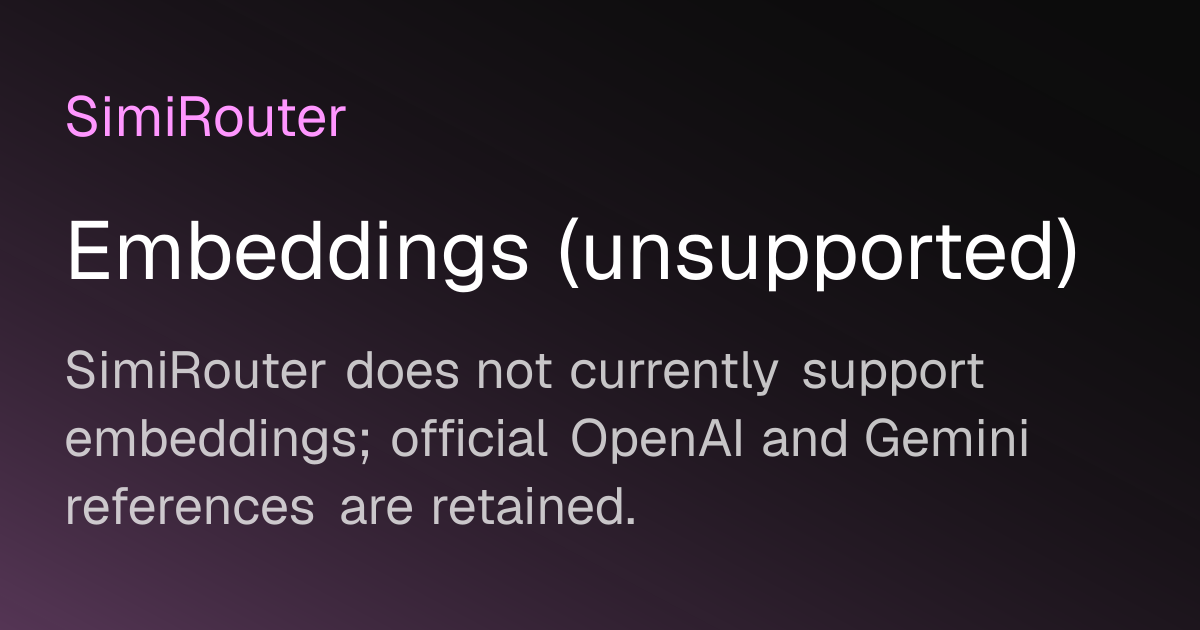 SimiRouter
Embeddings (unsupported)
SimiRouter does not currently support
embeddings; official OpenAI and Gemini
references are retained.